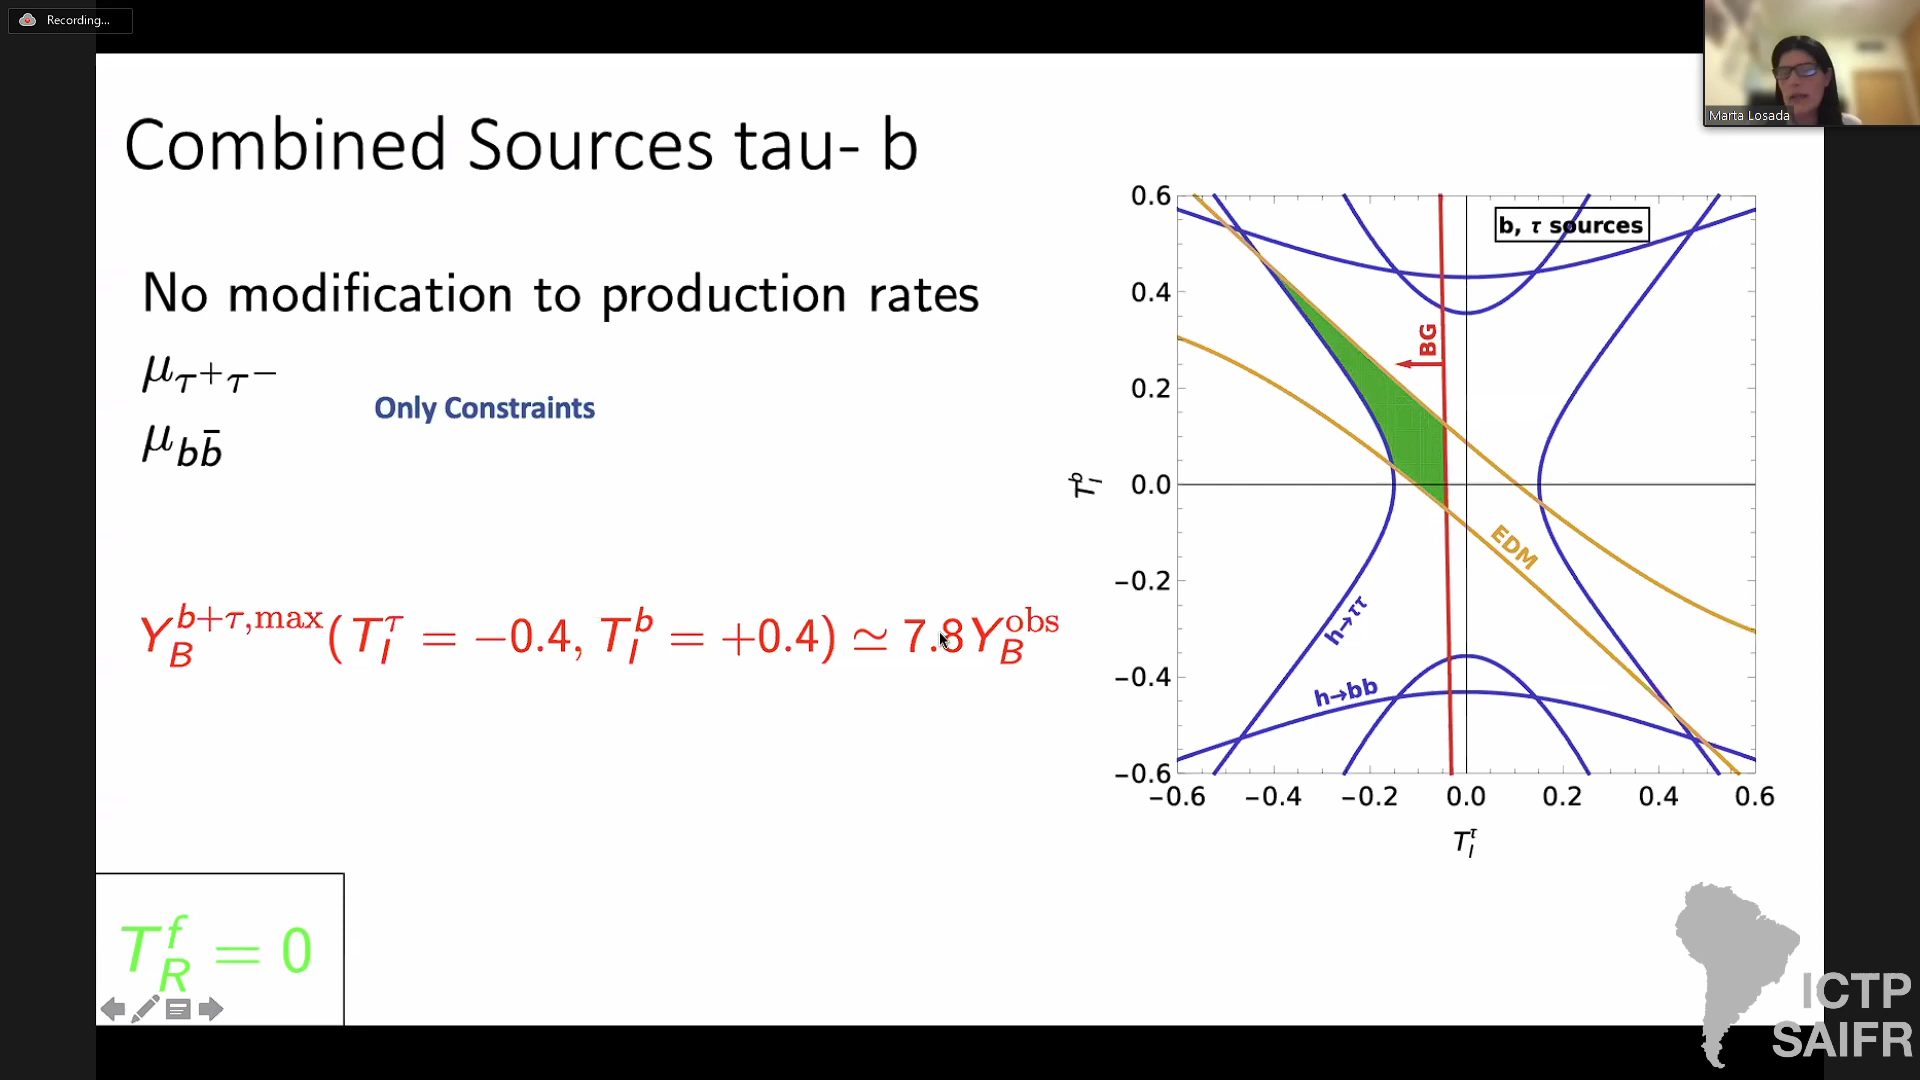 Recording...
Marta Losada
Combined Sources tau- b
No modification to production rates
μ_{τ⁺τ⁻}
Only Constraints
μ_{bb̄}
Y_B^{b+τ,max}(T_I^τ = −0.4, T_I^b = +0.4) ≃ 7.8Y_B^{obs}
T_R^f = 0
b, τ sources
BG
EDM
h→ττ
h→bb
T_I^b
0.6
0.4
0.2
0.0
−0.2
−0.4
−0.6
−0.6 −0.4 −0.2 0.0 0.2 0.4 0.6
T_I^τ
ICTP
SAIFR